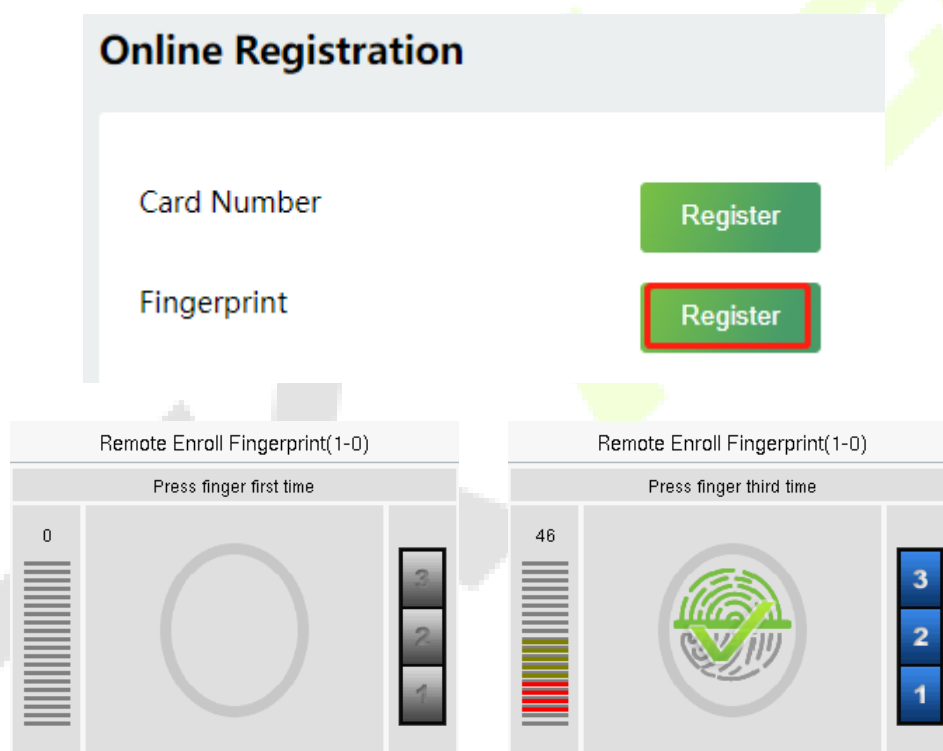 Online Registration
Card Number
Register
Fingerprint
Register
Remote Enroll Fingerprint(1-0)
Press finger first time
0
3
2
1
Remote Enroll Fingerprint(1-0)
Press finger third time
46
3
2
1